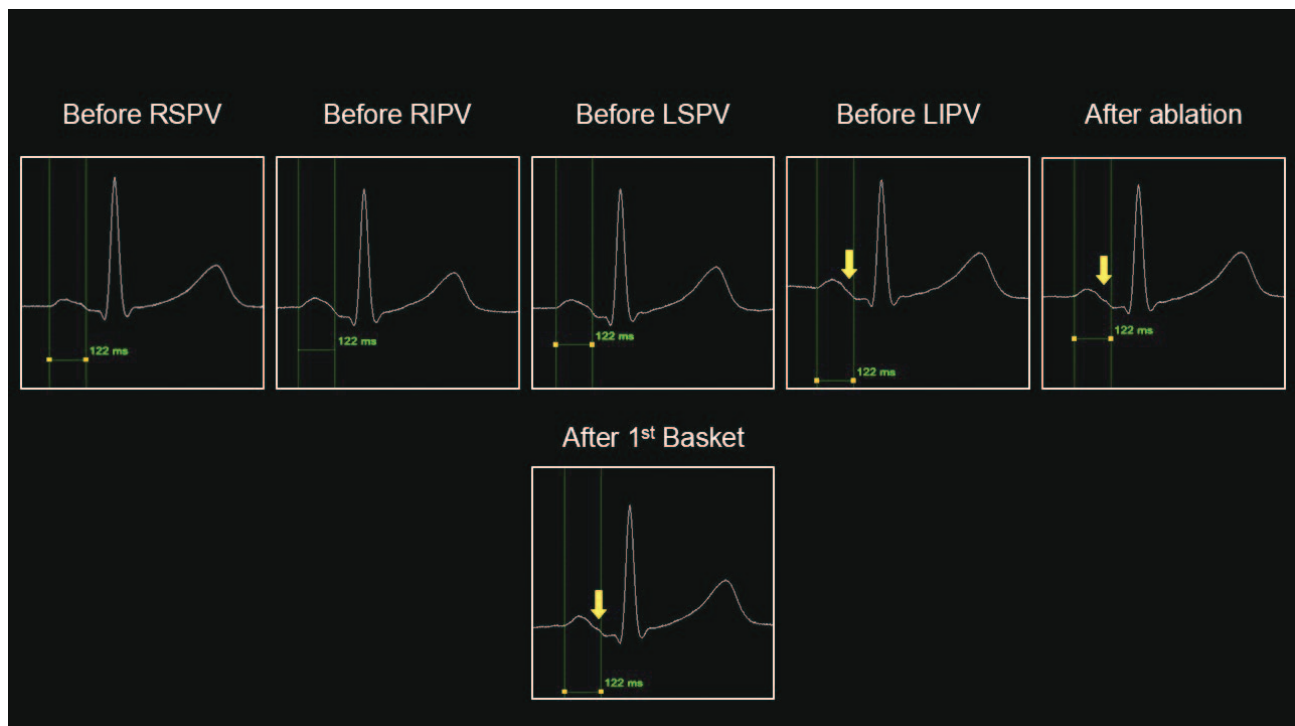 Before RSPV
Before RIPV
Before LSPV
Before LIPV
After ablation
122 ms
122 ms
122 ms
122 ms
122 ms
After 1st Basket
122 ms